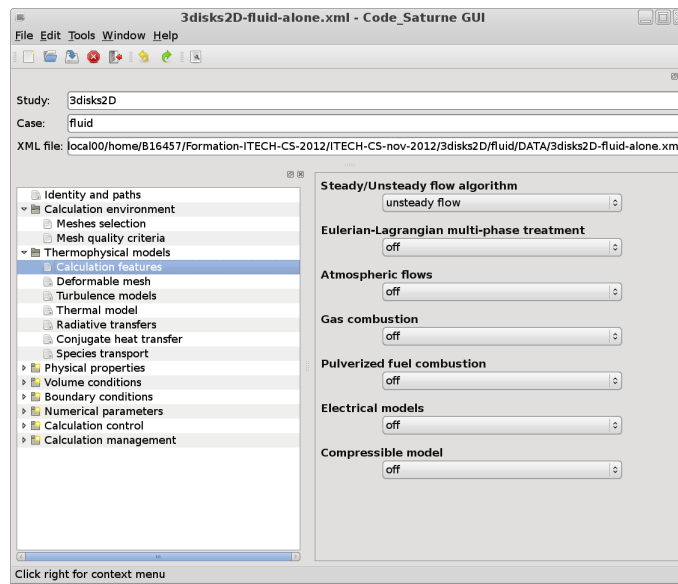 3disks2D-fluid-alone.xml - Code_Saturne GUI
File Edit Tools Window Help
Study: 3disks2D
Case: fluid
XML file: local00/home/B16457/Formation-ITECH-CS-2012/ITECH-CS-nov-2012/3disks2D/fluid/DATA/3disks2D-fluid-alone.xm
Identity and paths
Calculation environment
Meshes selection
Mesh quality criteria
Thermophysical models
Calculation features
Deformable mesh
Turbulence models
Thermal model
Radiative transfers
Conjugate heat transfer
Species transport
Physical properties
Volume conditions
Boundary conditions
Numerical parameters
Calculation control
Calculation management
Steady/Unsteady flow algorithm
unsteady flow
Eulerian-Lagrangian multi-phase treatment
off
Atmospheric flows
off
Gas combustion
off
Pulverized fuel combustion
off
Electrical models
off
Compressible model
off
Click right for context menu